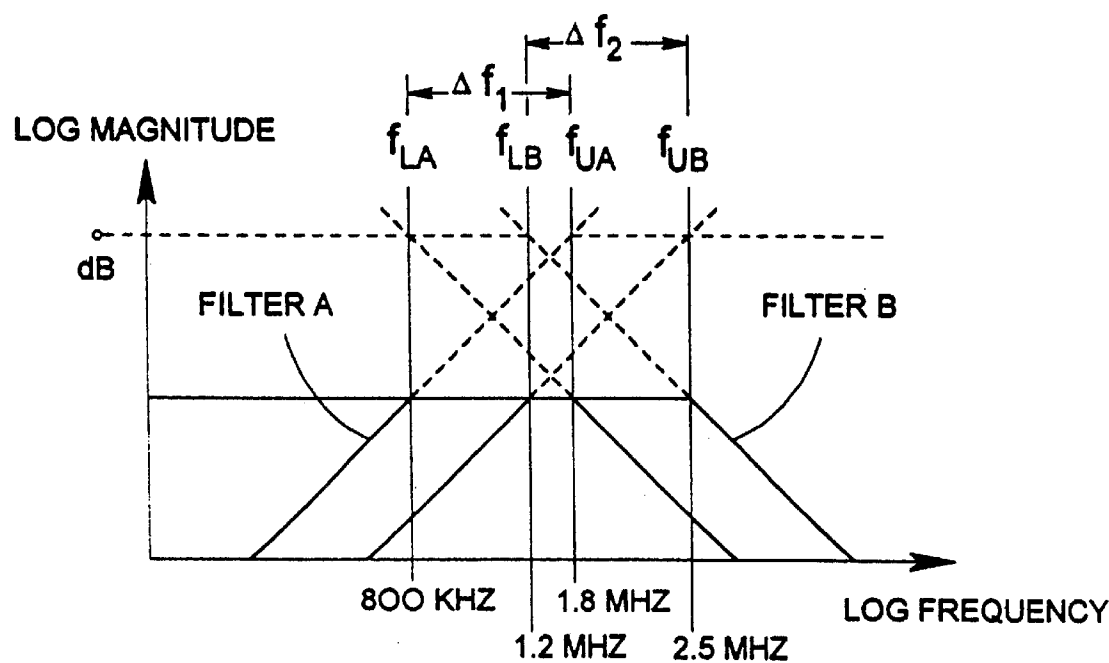 Δ f2
Δ f1
LOG MAGNITUDE
fLA
fLB
fUA
fUB
dB
FILTER A
FILTER B
800 KHZ
1.8 MHZ
LOG FREQUENCY
1.2 MHZ
2.5 MHZ